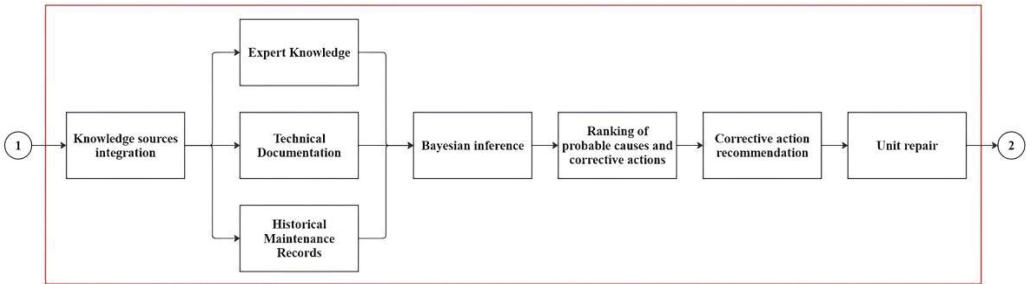 1
Knowledge sources
integration
Expert Knowledge
Technical
Documentation
Historical
Maintenance
Records
Bayesian inference
Ranking of
probable causes and
corrective actions
Corrective action
recommendation
Unit repair
2